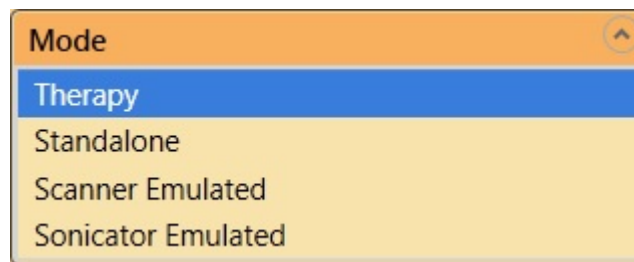 Mode
Therapy
Standalone
Scanner Emulated
Sonicator Emulated